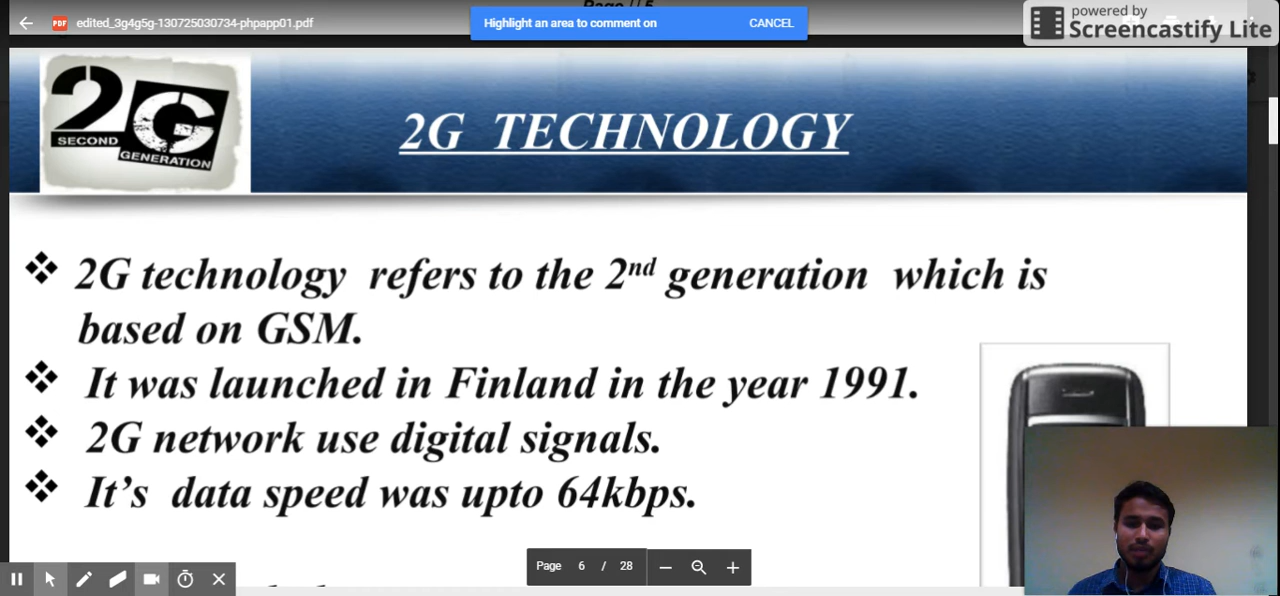 Page // 5
edited_3g4g5g-130725030734-phpapp01.pdf
Highlight an area to comment on CANCEL
powered by
Screencastify Lite
2G
SECOND
GENERATION
2G TECHNOLOGY
2G technology refers to the 2nd generation which is
based on GSM.
It was launched in Finland in the year 1991.
2G network use digital signals.
It's data speed was upto 64kbps.
Page 6 / 28